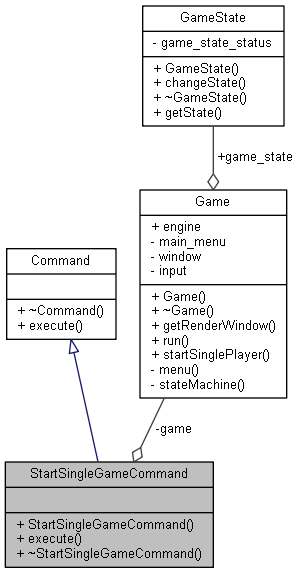 GameState
- game_state_status
+ GameState()
+ changeState()
+ ~GameState()
+ getState()
+game_state
Game
+ engine
- main_menu
- window
- input
+ Game()
+ ~Game()
+ getRenderWindow()
+ run()
+ startSinglePlayer()
- menu()
- stateMachine()
Command
+ ~Command()
+ execute()
-game
StartSingleGameCommand
+ StartSingleGameCommand()
+ execute()
+ ~StartSingleGameCommand()